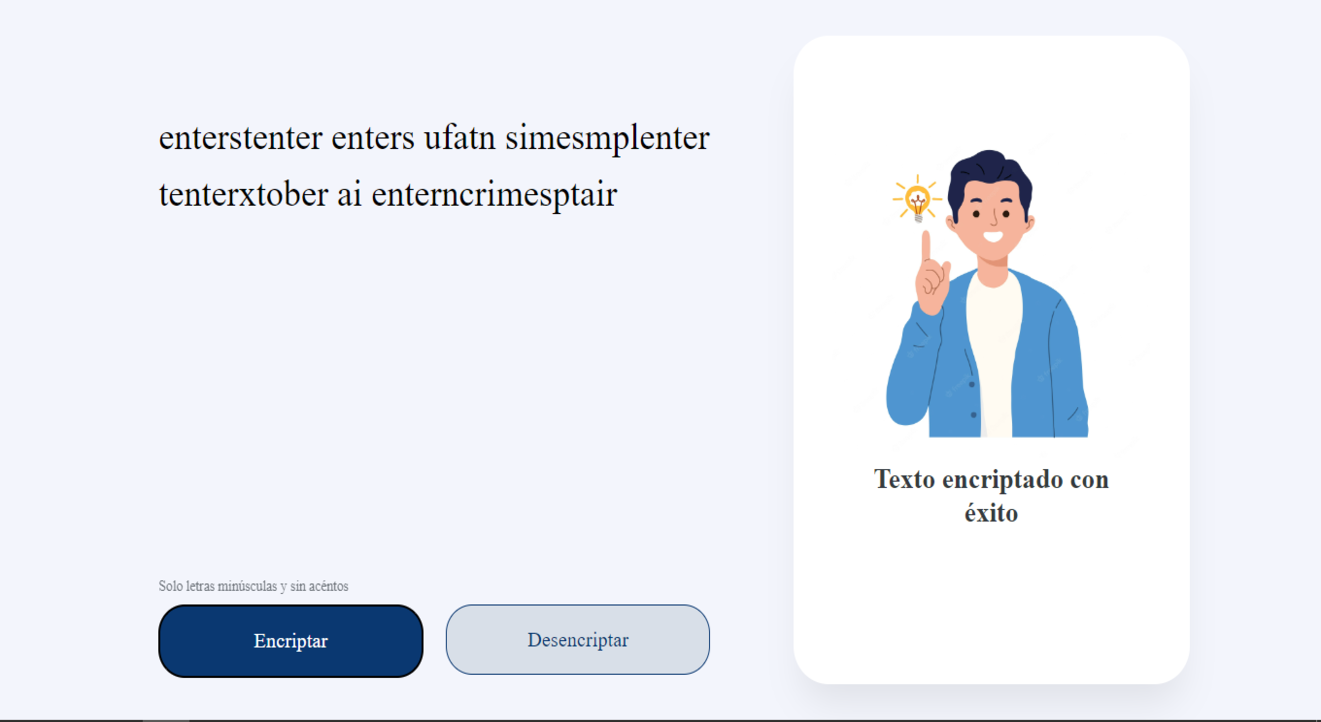 enterstenter enters ufatn simesmplenter
tenterxtober ai enterncrimesptair
Solo letras minúsculas y sin acéntos
Encriptar
Desencriptar
Texto encriptado con
éxito